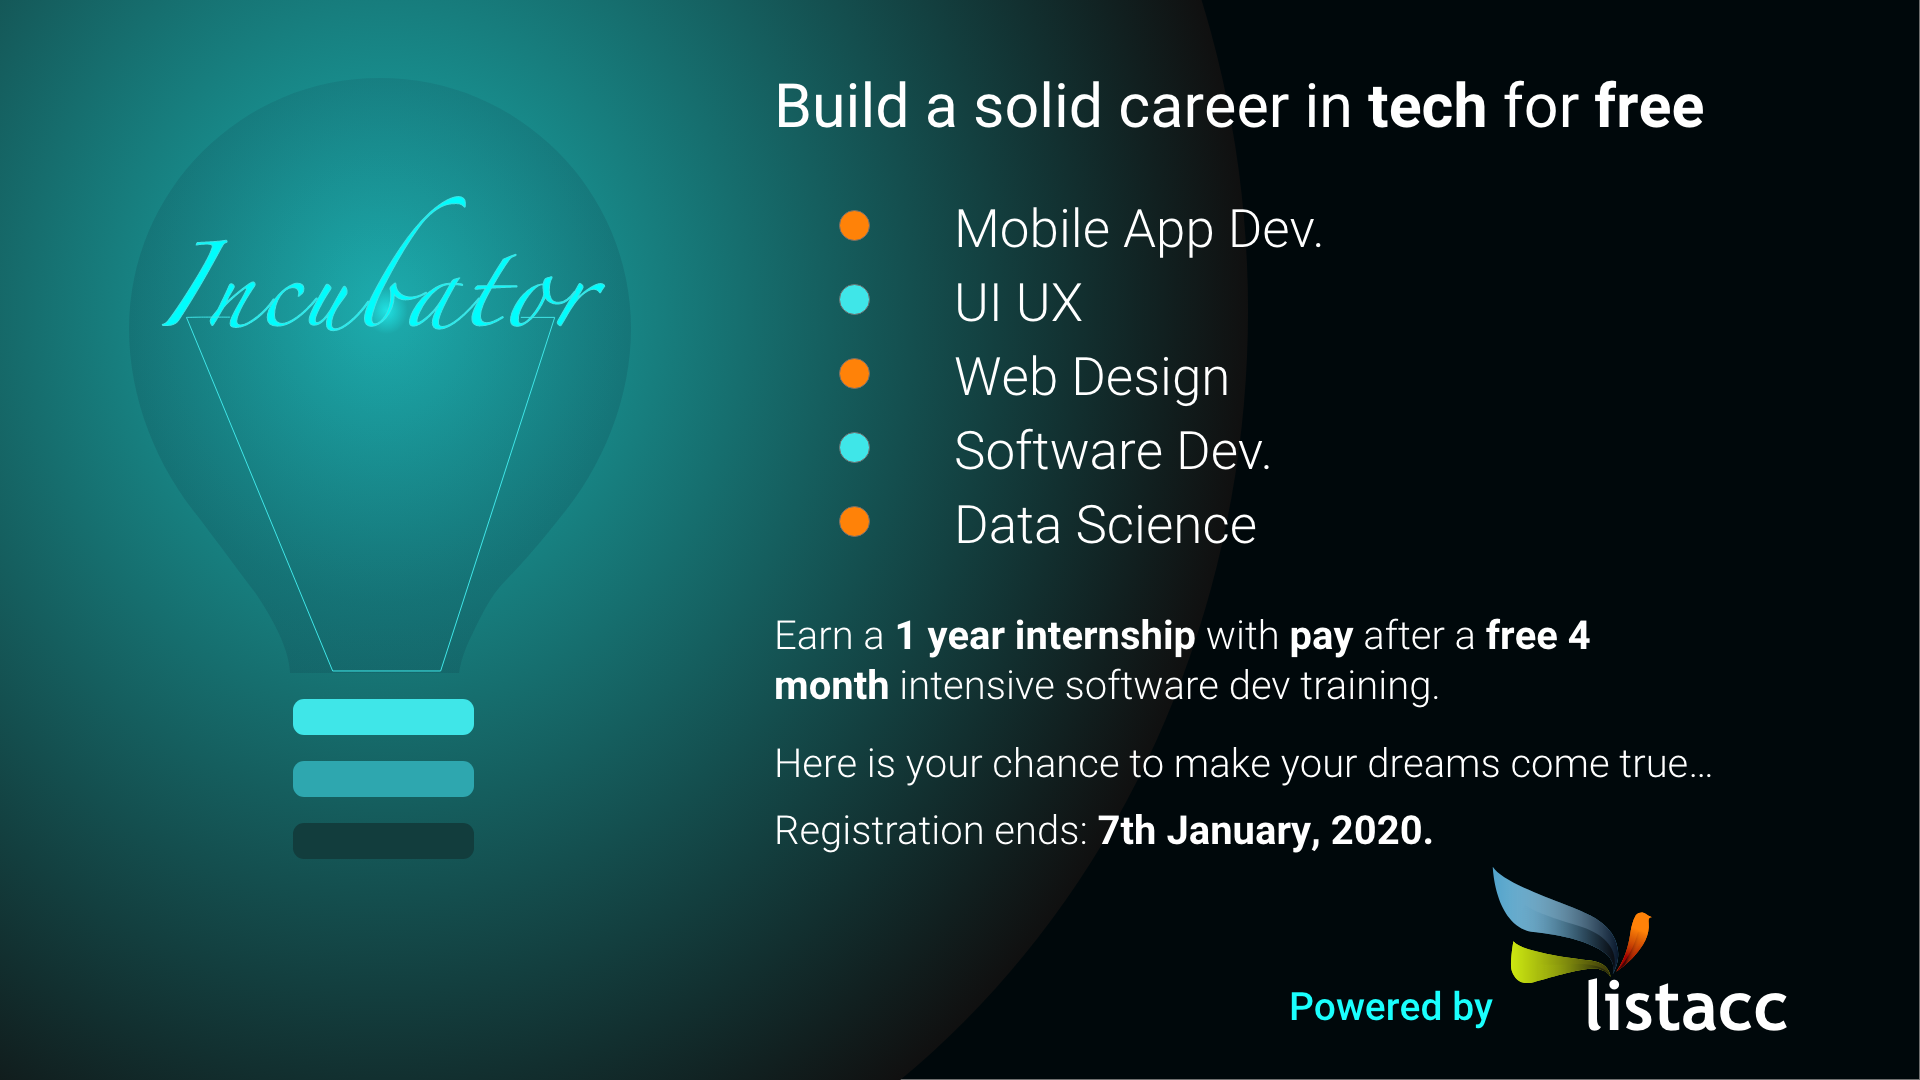 Incubator
Build a solid career in tech for free
Mobile App Dev.
UI UX
Web Design
Software Dev.
Data Science
Earn a 1 year internship with pay after a free 4
month intensive software dev training.
Here is your chance to make your dreams come true...
Registration ends: 7th January, 2020.
Powered by
listacc